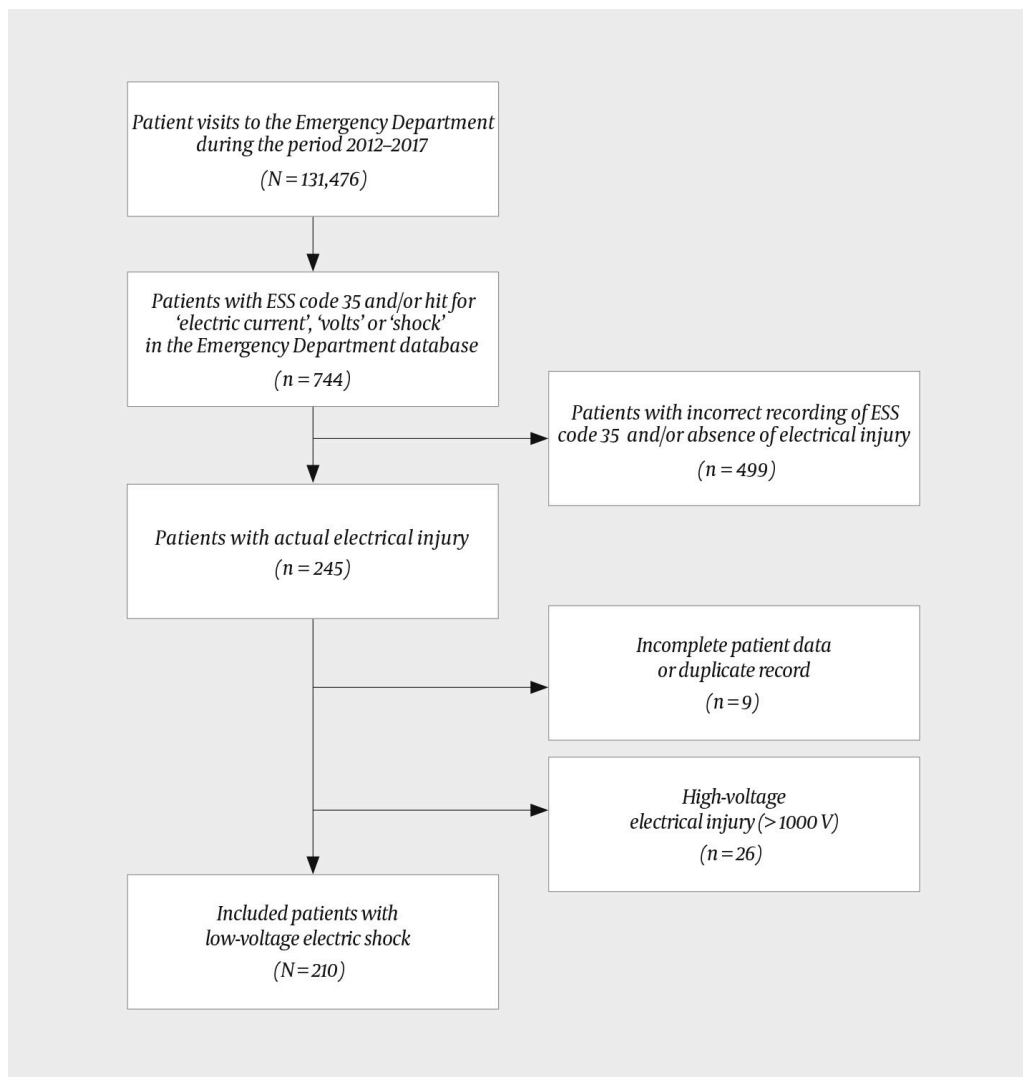 Patient visits to the Emergency Department
during the period 2012–2017
(N = 131,476)
Patients with ESS code 35 and/or hit for
‘electric current’, ‘volts’ or ‘shock’
in the Emergency Department database
(n = 744)
Patients with incorrect recording of ESS
code 35 and/or absence of electrical injury
(n = 499)
Patients with actual electrical injury
(n = 245)
Incomplete patient data
or duplicate record
(n = 9)
High-voltage
electrical injury (> 1000 V)
(n = 26)
Included patients with
low-voltage electric shock
(N = 210)